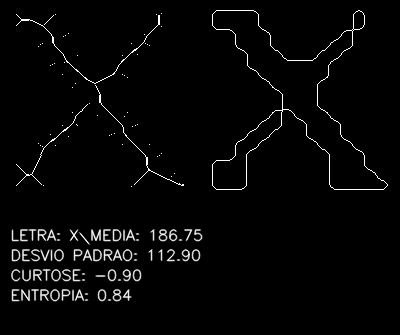 LETRA: X\MEDIA: 186.75
DESVIO PADRAO: 112.90
CURTOSE: -0.90
ENTROPIA: 0.84